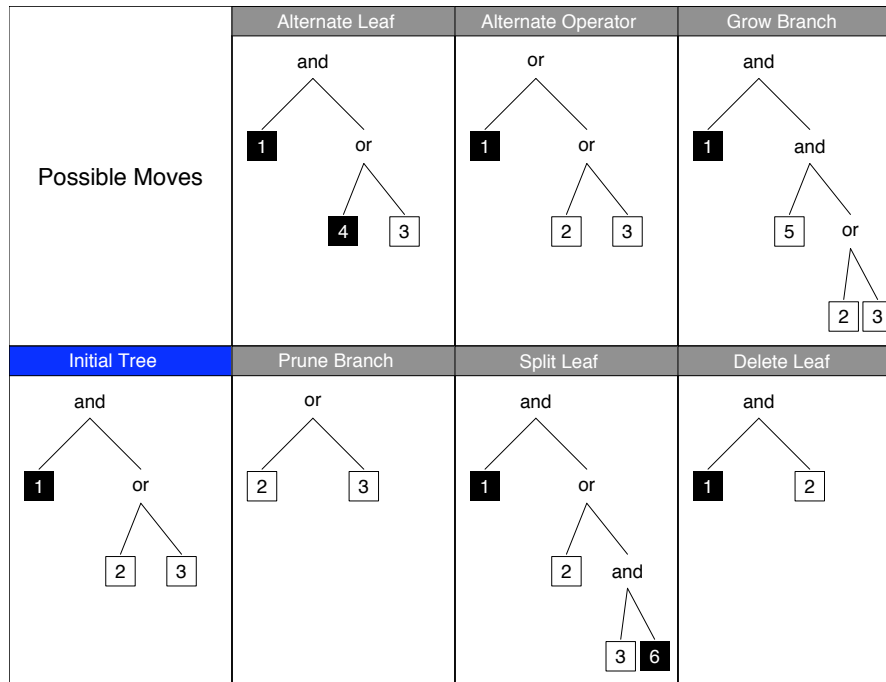 Alternate Leaf Alternate Operator Grow Branch
and or and
1 or 1 or 1 and
Possible Moves
4 3 2 3 5 or
2 3
Initial Tree Prune Branch Split Leaf Delete Leaf
and or and and
1 or 2 3 1 or 1 2
2 3 2 and
3 6